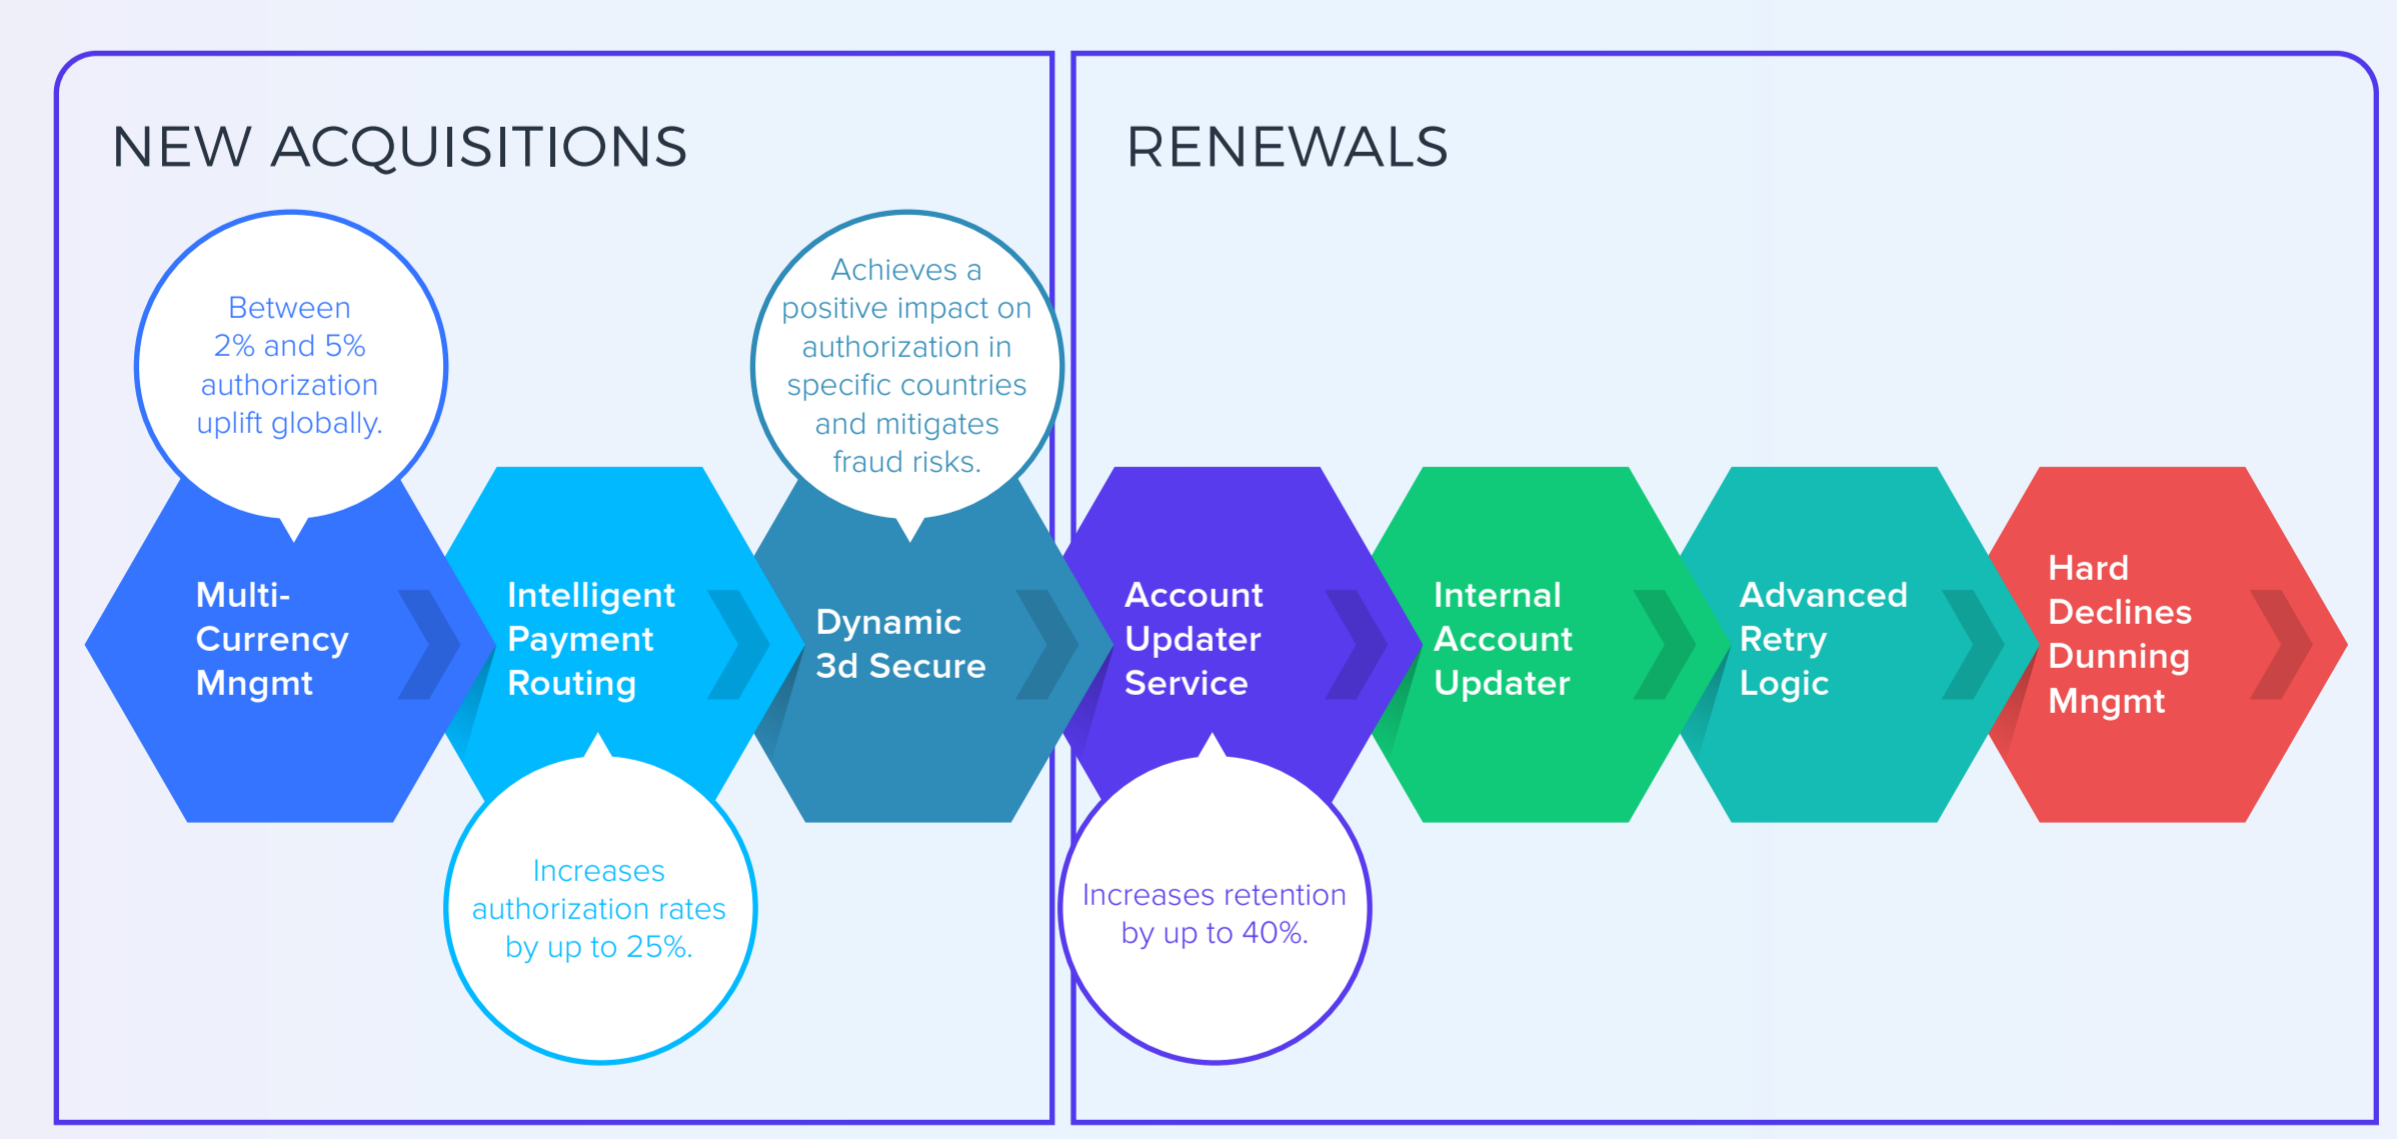 NEW ACQUISITIONS
Between
2% and 5%
authorization
uplift globally.
Achieves a
positive impact on
authorization in
specific countries
and mitigates
fraud risks.
Multi-
Currency
Mngmt
Intelligent
Payment
Routing
Dynamic
3d Secure
Increases
authorization rates
by up to 25%.
RENEWALS
Account
Updater
Service
Internal
Account
Updater
Advanced
Retry
Logic
Hard
Declines
Dunning
Mngmt
Increases retention
by up to 40%.